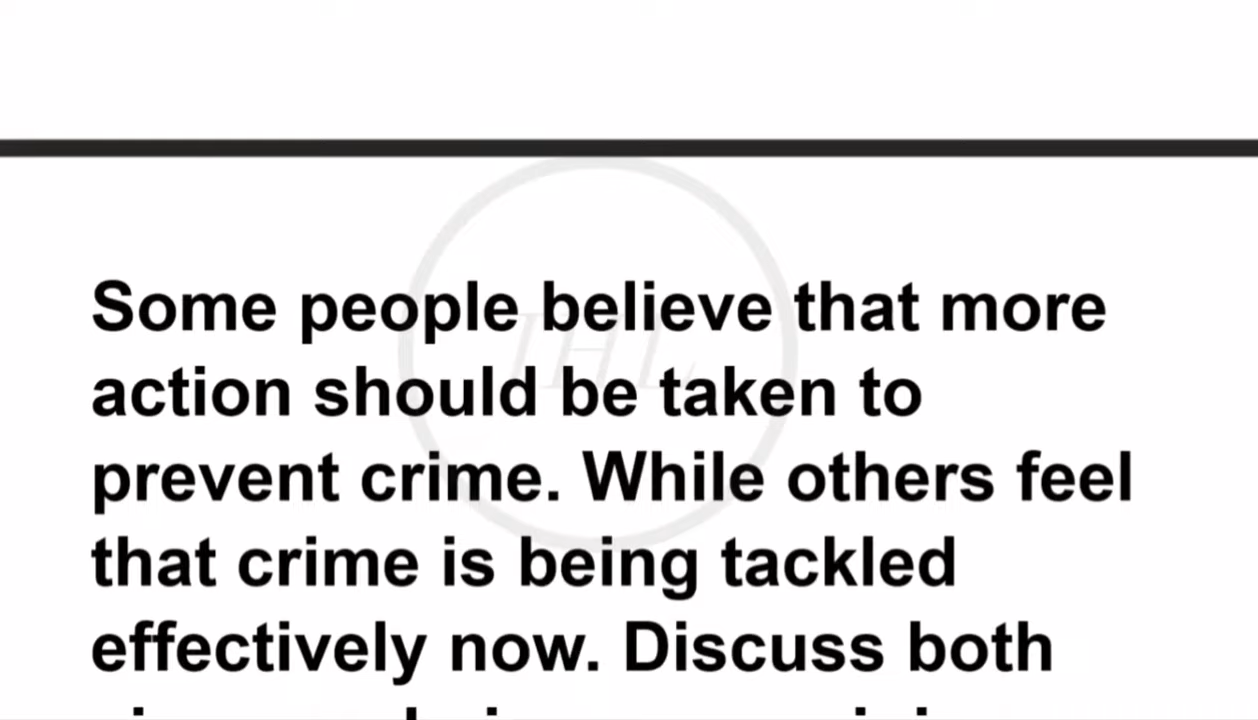 Some people believe that more
action should be taken to
prevent crime. While others feel
that crime is being tackled
effectively now. Discuss both
IHL